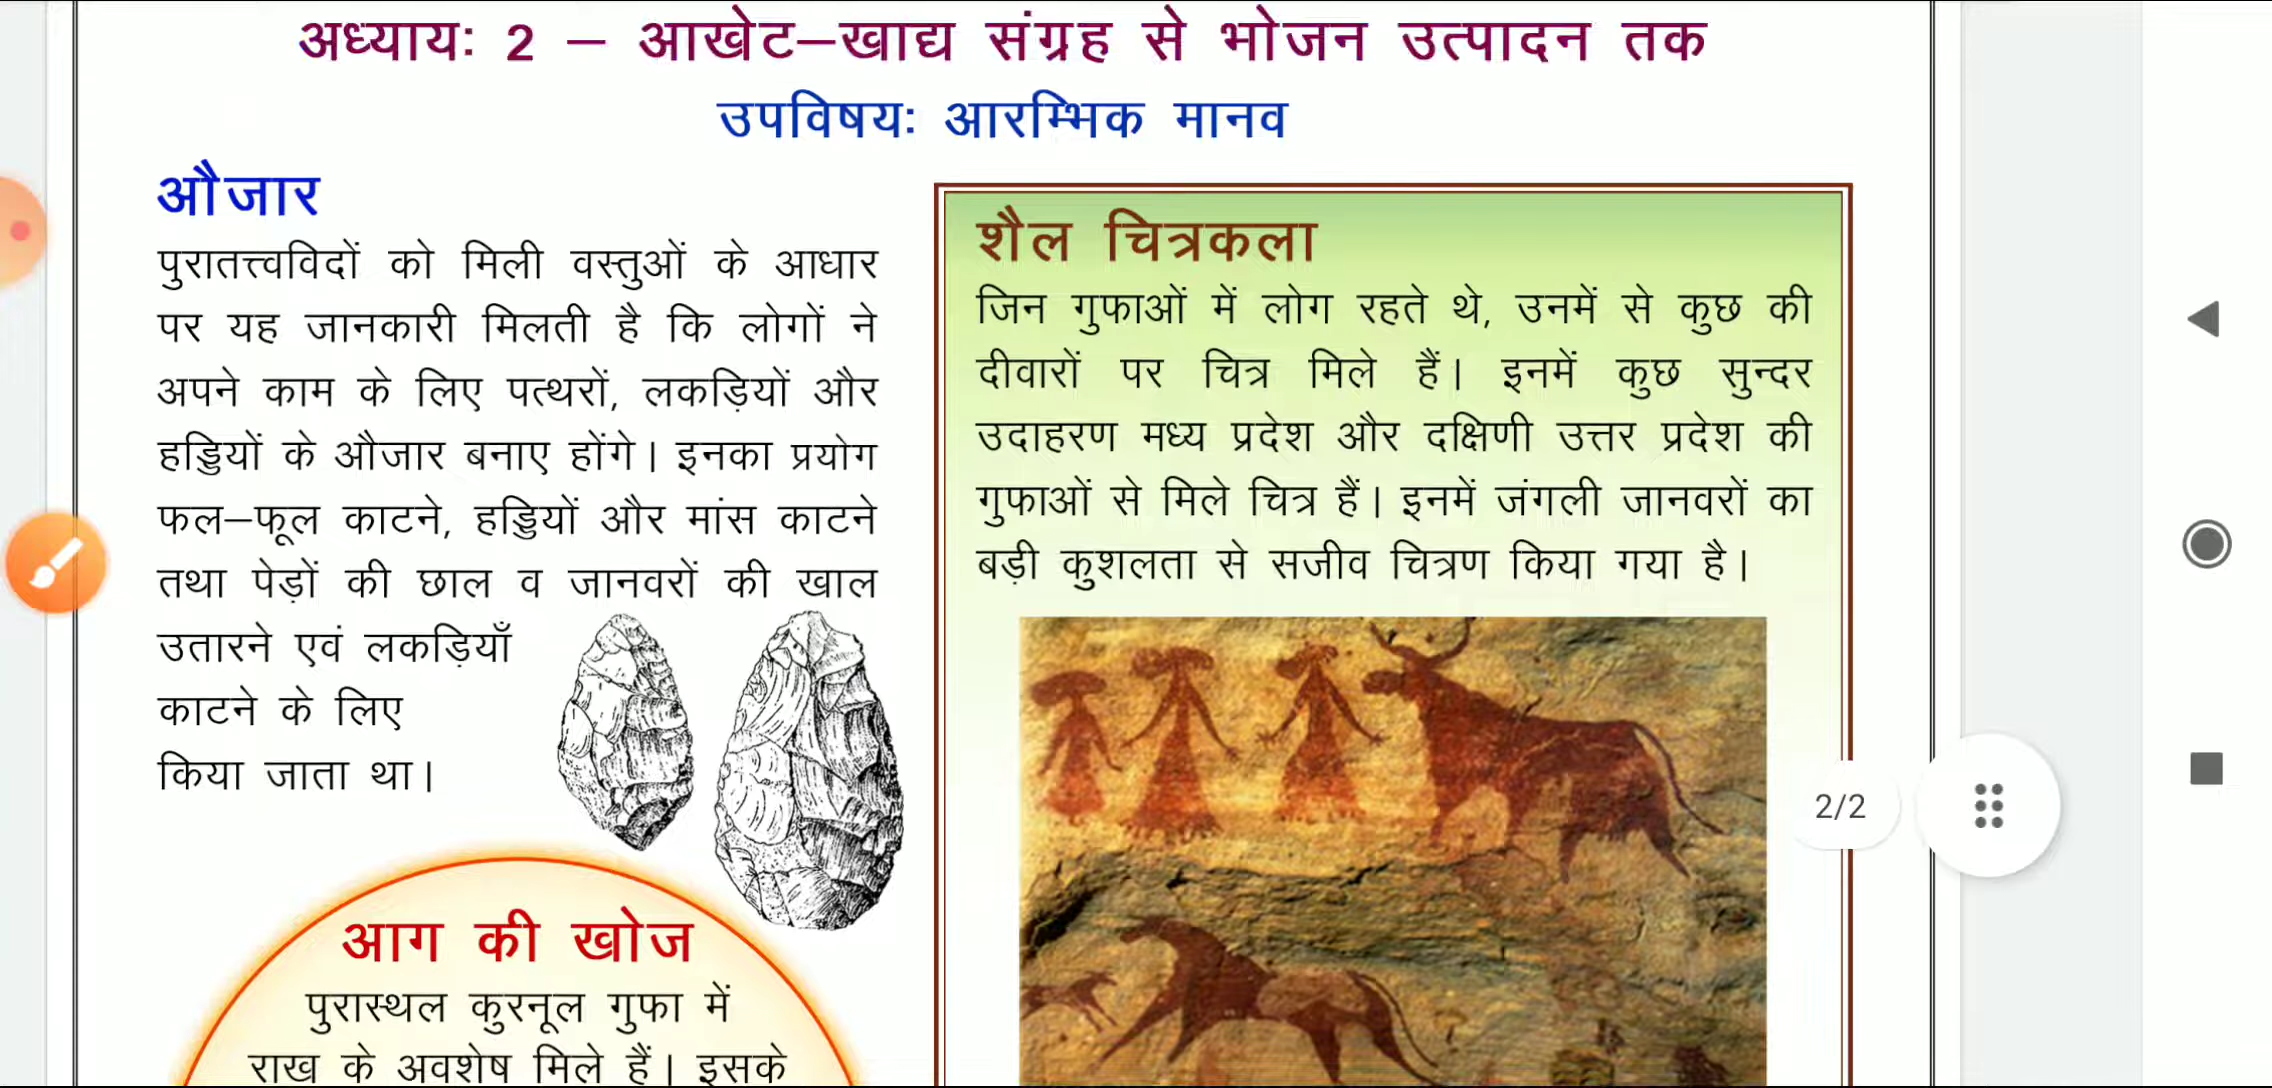 अध्यायः 2 – आखेट–खाद्य संग्रह से भोजन उत्पादन तक
उपविषयः आरम्भिक मानव
औजार
पुरातत्त्वविदों को मिली वस्तुओं के आधार
पर यह जानकारी मिलती है कि लोगों ने
अपने काम के लिए पत्थरों, लकड़ियों और
हड्डियों के औजार बनाए होंगे। इनका प्रयोग
फल–फूल काटने, हड्डियों और मांस काटने
तथा पेड़ों की छाल व जानवरों की खाल
उतारने एवं लकड़ियाँ
काटने के लिए
किया जाता था।
आग की खोज
पुरास्थल कुरनूल गुफा में
राख के अवशेष मिले हैं। इसके
शैल चित्रकला
जिन गुफाओं में लोग रहते थे, उनमें से कुछ की
दीवारों पर चित्र मिले हैं। इनमें कुछ सुन्दर
उदाहरण मध्य प्रदेश और दक्षिणी उत्तर प्रदेश की
गुफाओं से मिले चित्र हैं। इनमें जंगली जानवरों का
बड़ी कुशलता से सजीव चित्रण किया गया है।
2/2